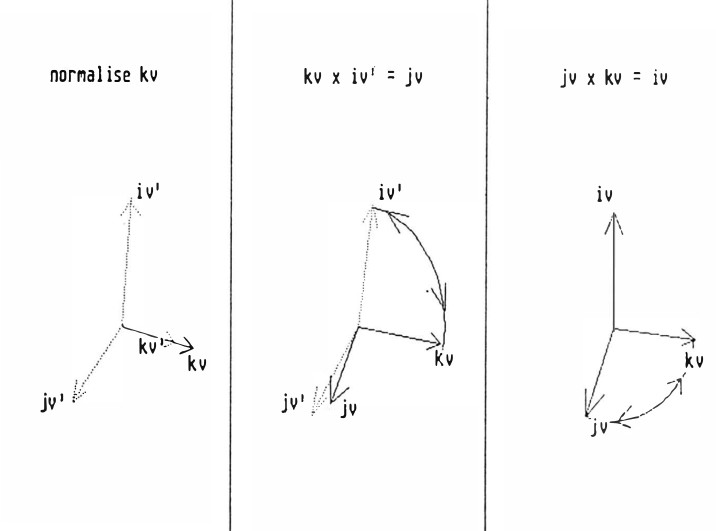 normalise kv
iv'
kv'
kv
jv'
kv x iv' = jv
iv'
kv
jv'
jv
jv x kv = iv
iv
kv
jv